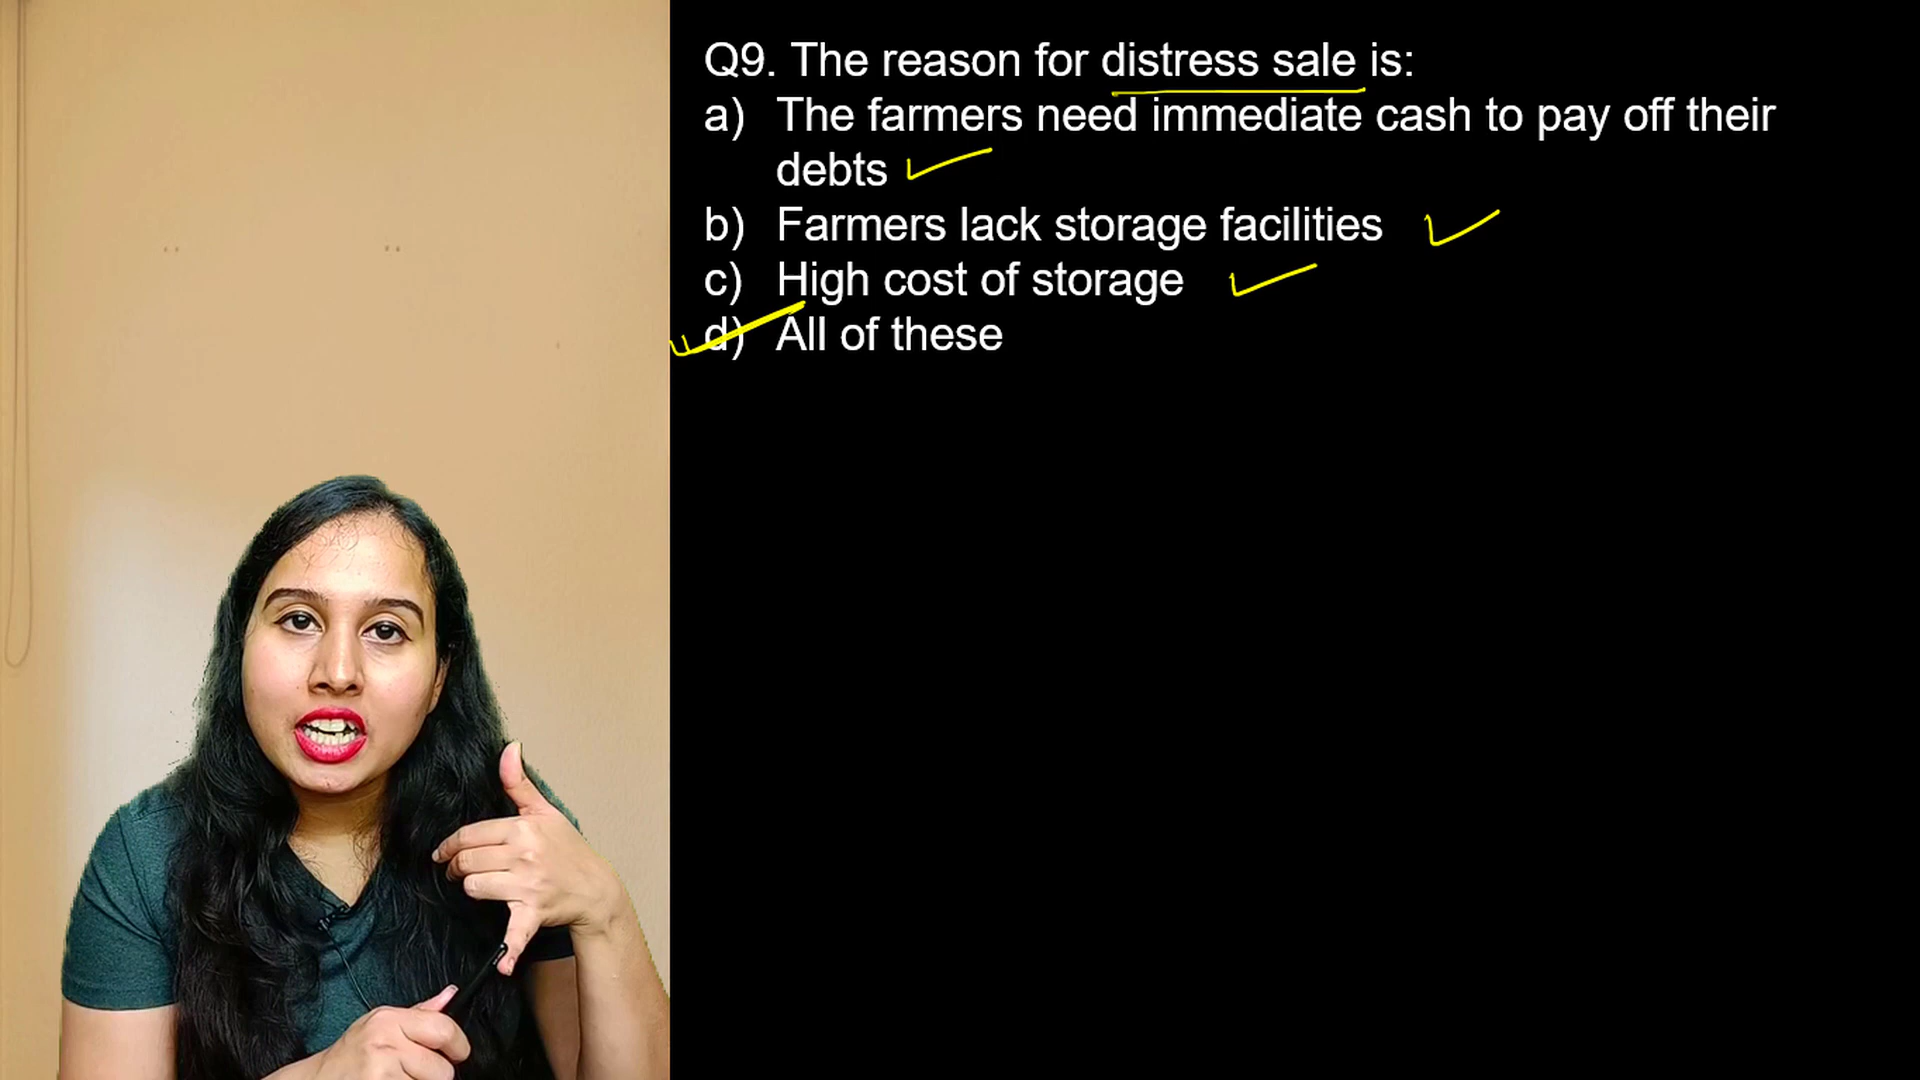 Q9. The reason for distress sale is:
a) The farmers need immediate cash to pay off their
debts
b) Farmers lack storage facilities
c) High cost of storage
d) All of these